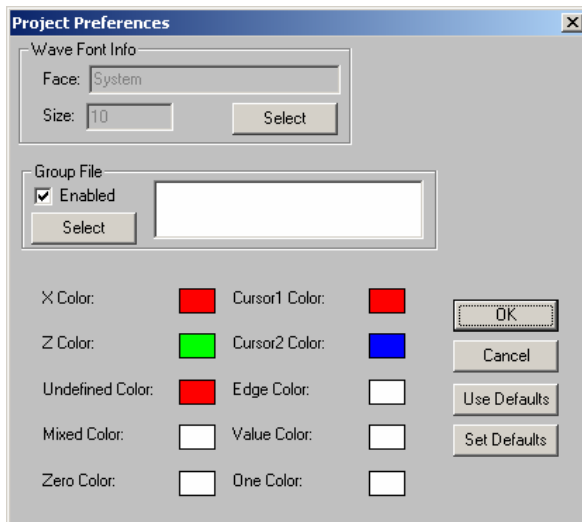 Project Preferences
Wave Font Info
Face: System
Size: 10 Select
Group File
Enabled
Select
X Color: Cursor1 Color:
Z Color: Cursor2 Color:
Undefined Color: Edge Color:
Mixed Color: Value Color:
Zero Color: One Color:
OK
Cancel
Use Defaults
Set Defaults